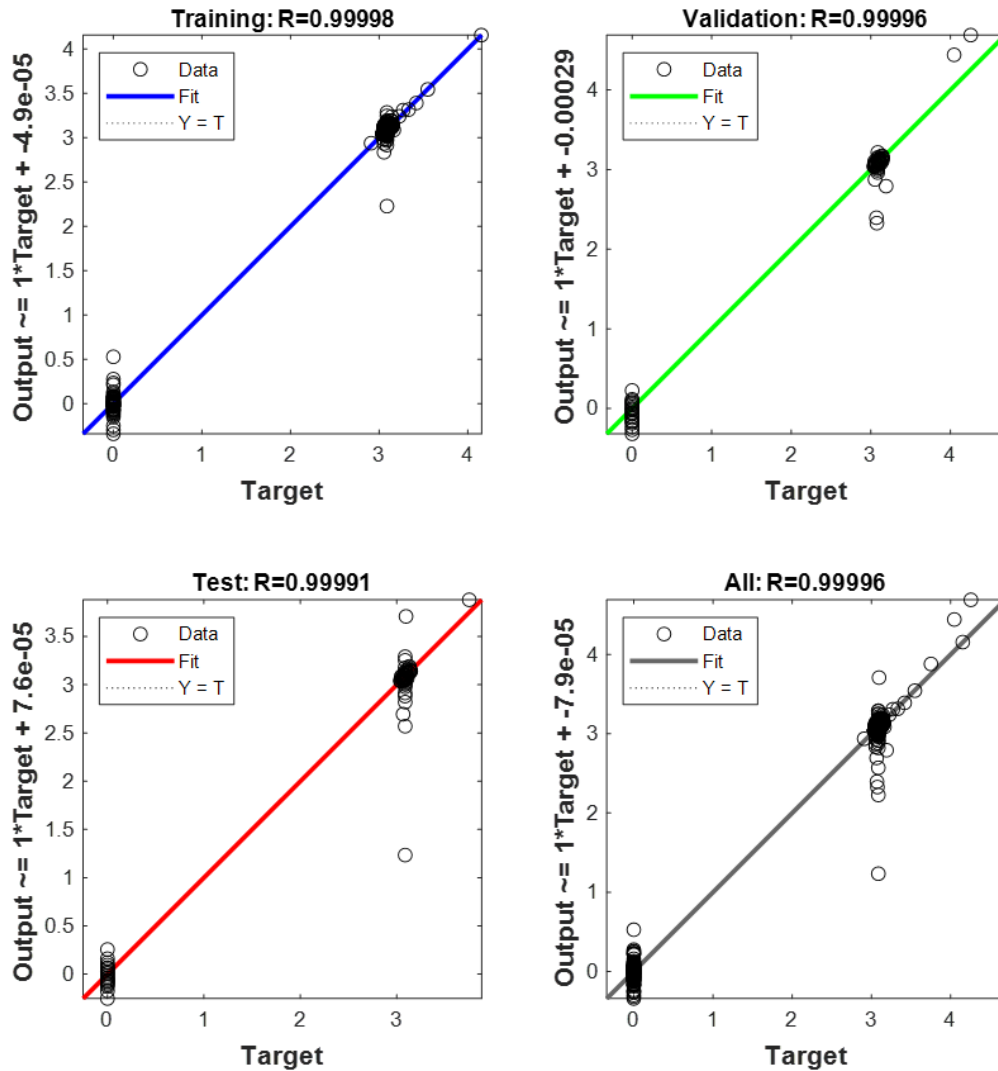 Training: R=0.99998
Output ~= 1*Target + -4.9e-05
4
3.5
3
2.5
2
1.5
1
0.5
0
Data
Fit
Y = T
0 1 2 3 4
Target
Validation: R=0.99996
Output ~= 1*Target + -0.00029
4
3
2
1
0
Data
Fit
Y = T
0 1 2 3 4
Target
Test: R=0.99991
Output ~= 1*Target + 7.6e-05
3.5
3
2.5
2
1.5
1
0.5
0
Data
Fit
Y = T
0 1 2 3
Target
All: R=0.99996
Output ~= 1*Target + -7.9e-05
4
3
2
1
0
Data
Fit
Y = T
0 1 2 3 4
Target